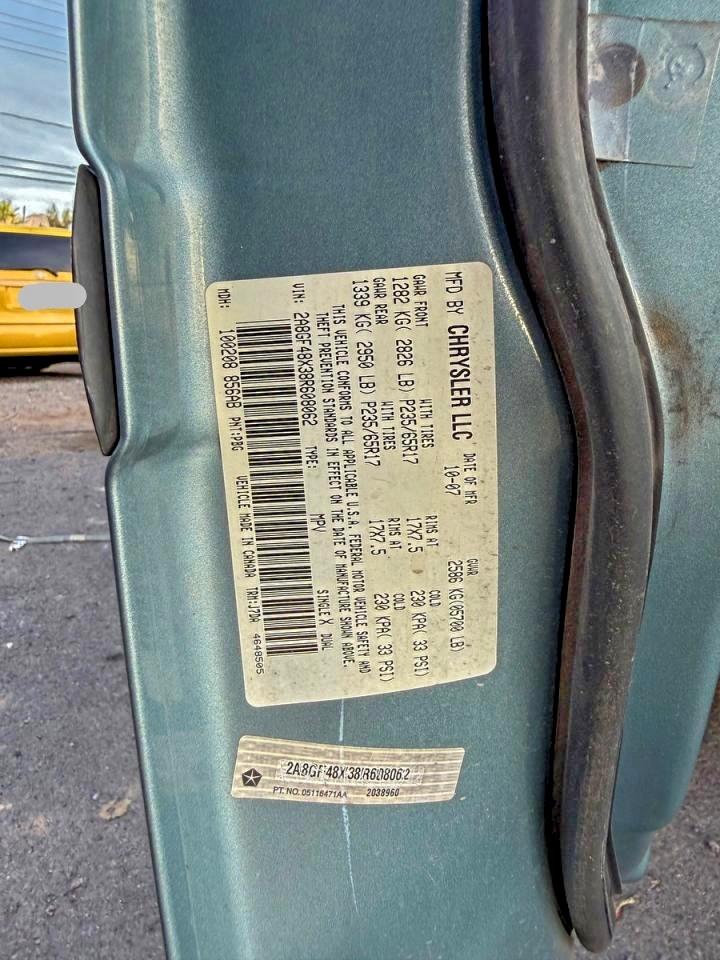 MFD BY CHRYSLER LLC DATE OF MFR GVWR
10-07 2586 KG(05700 LB)
GAWR FRONT WITH TIRES RIMS AT COLD
1282 KG( 2826 LB) P235/65R17 17X7.5 230 KPA( 33 PSI)
GAWR REAR WITH TIRES RIMS AT COLD
1339 KG( 2950 LB) P235/65R17 17X7.5 230 KPA( 33 PSI)
THIS VEHICLE CONFORMS TO ALL APPLICABLE U.S.A. FEDERAL MOTOR VEHICLE SAFETY AND
THEFT PREVENTION STANDARDS IN EFFECT ON THE DATE OF MANUFACTURE SHOWN ABOVE.
VIN: 2A8GF48X38R608062 TYPE: MPV SINGLE X DUAL
MDH: 100208 856AB PNT:PBG VEHICLE MADE IN CANADA TRM:J7DA 4648505
2A8GF48X38R608062
PT. NO. 05116471AA 2038960